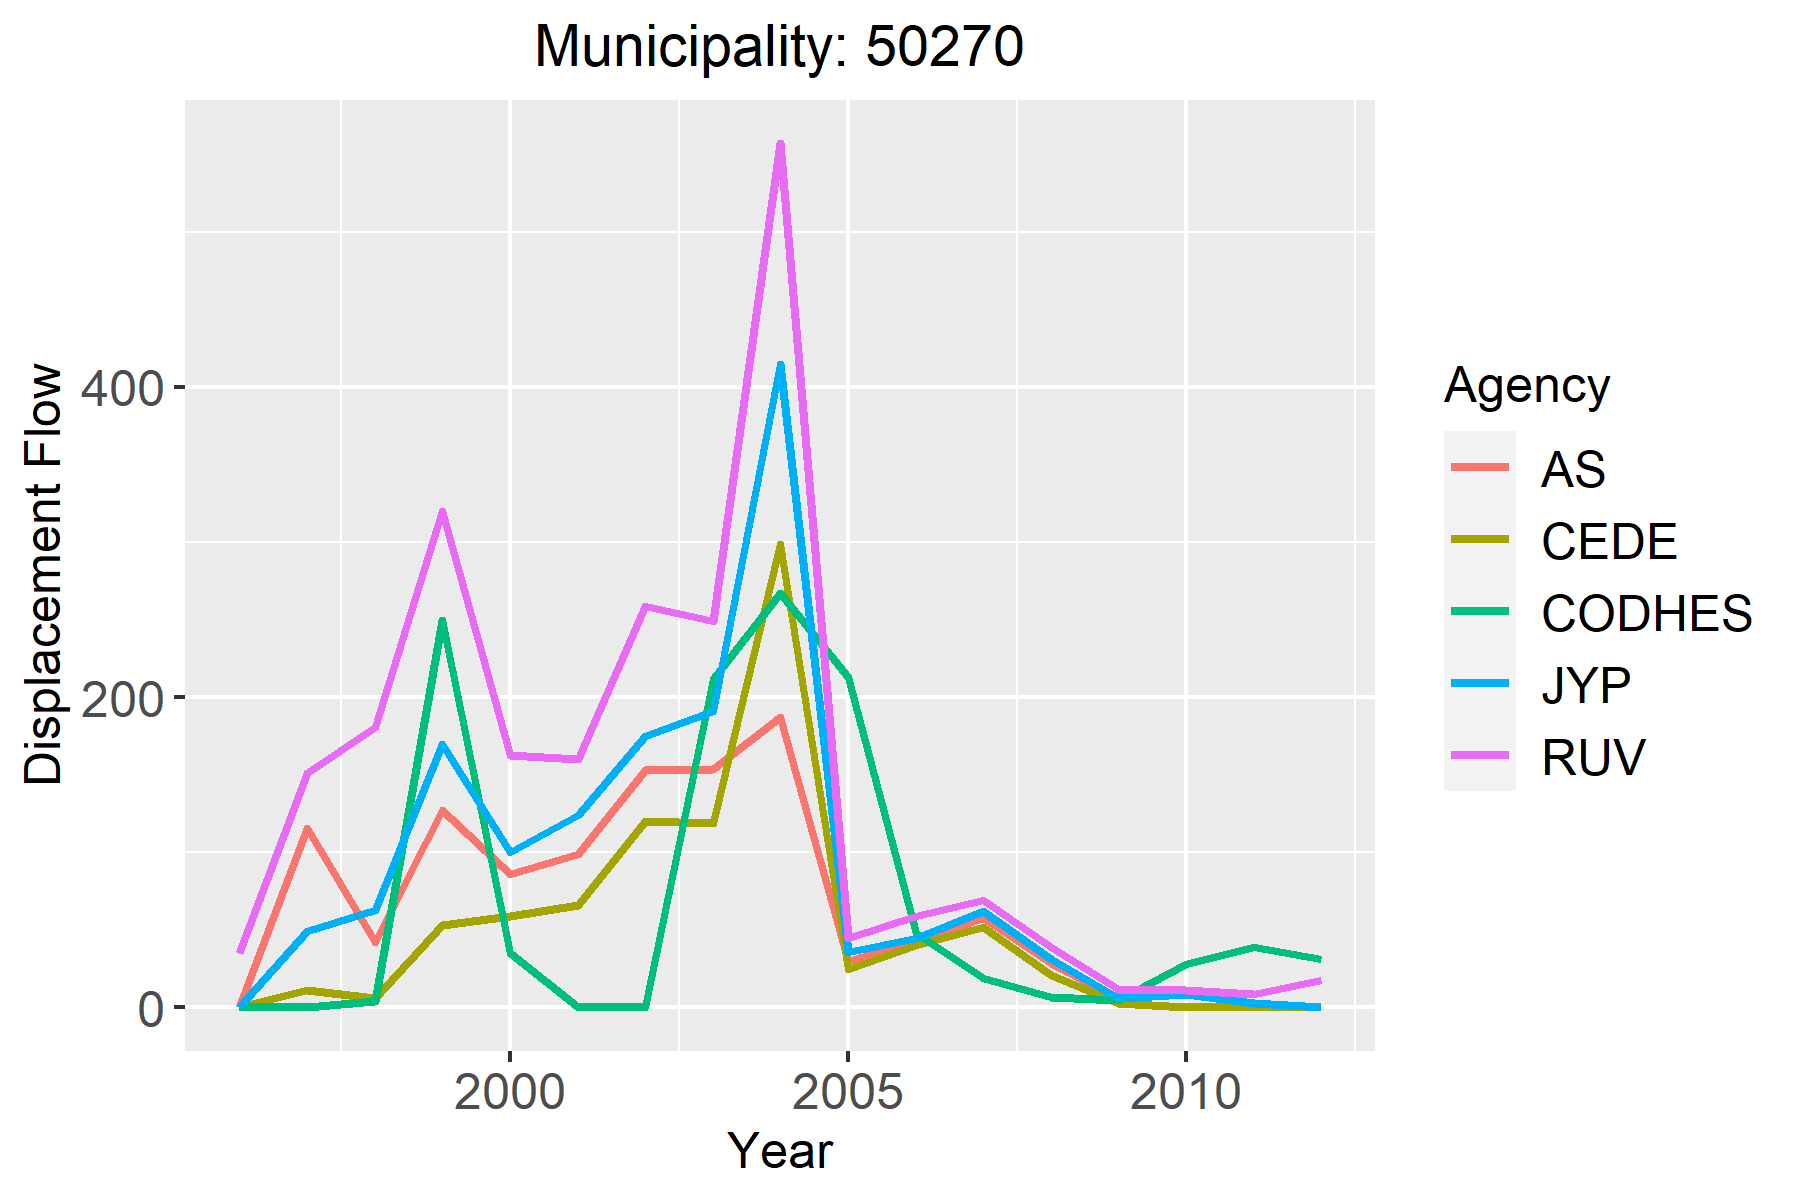 Municipality: 50270
Displacement Flow
400
200
0
2000
2005
2010
Year
Agency
AS
CEDE
CODHES
JYP
RUV